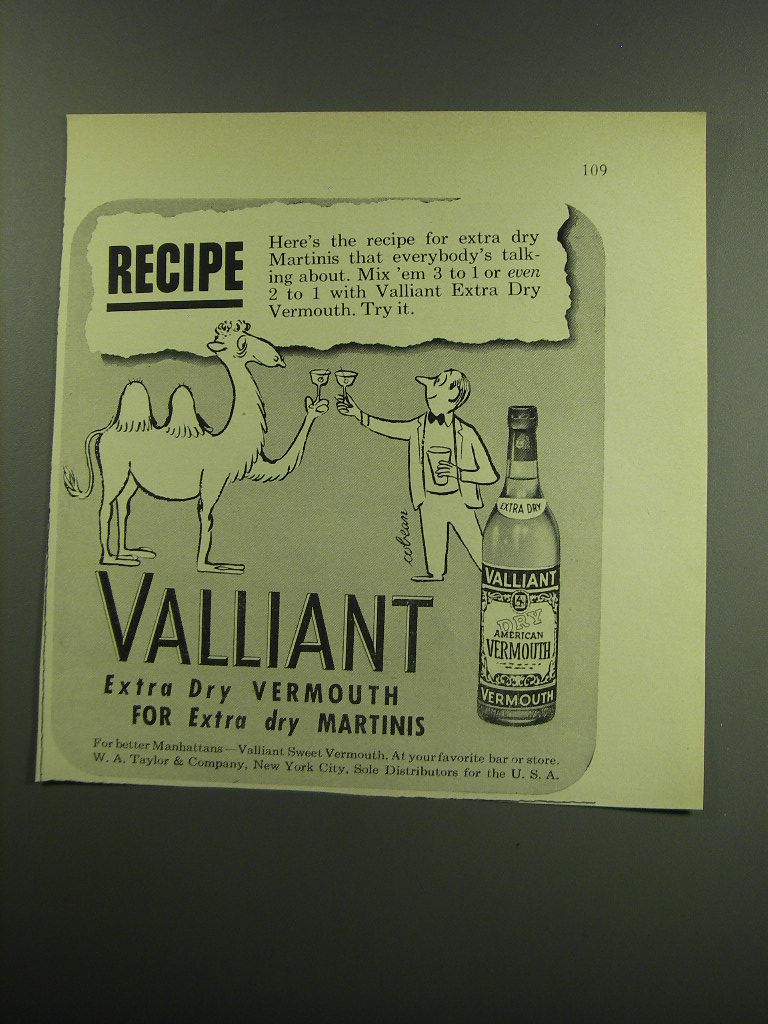 109
RECIPE
Here's the recipe for extra dry
Martinis that everybody's talk-
ing about. Mix 'em 3 to 1 or even
2 to 1 with Valliant Extra Dry
Vermouth. Try it.
cobean
EXTRA DRY
VALLIANT
DRY
AMERICAN
VERMOUTH
VERMOUTH
VALLIANT
Extra Dry VERMOUTH
FOR Extra dry MARTINIS
For better Manhattans—Valliant Sweet Vermouth. At your favorite bar or store.
W. A. Taylor & Company, New York City, Sole Distributors for the U. S. A.